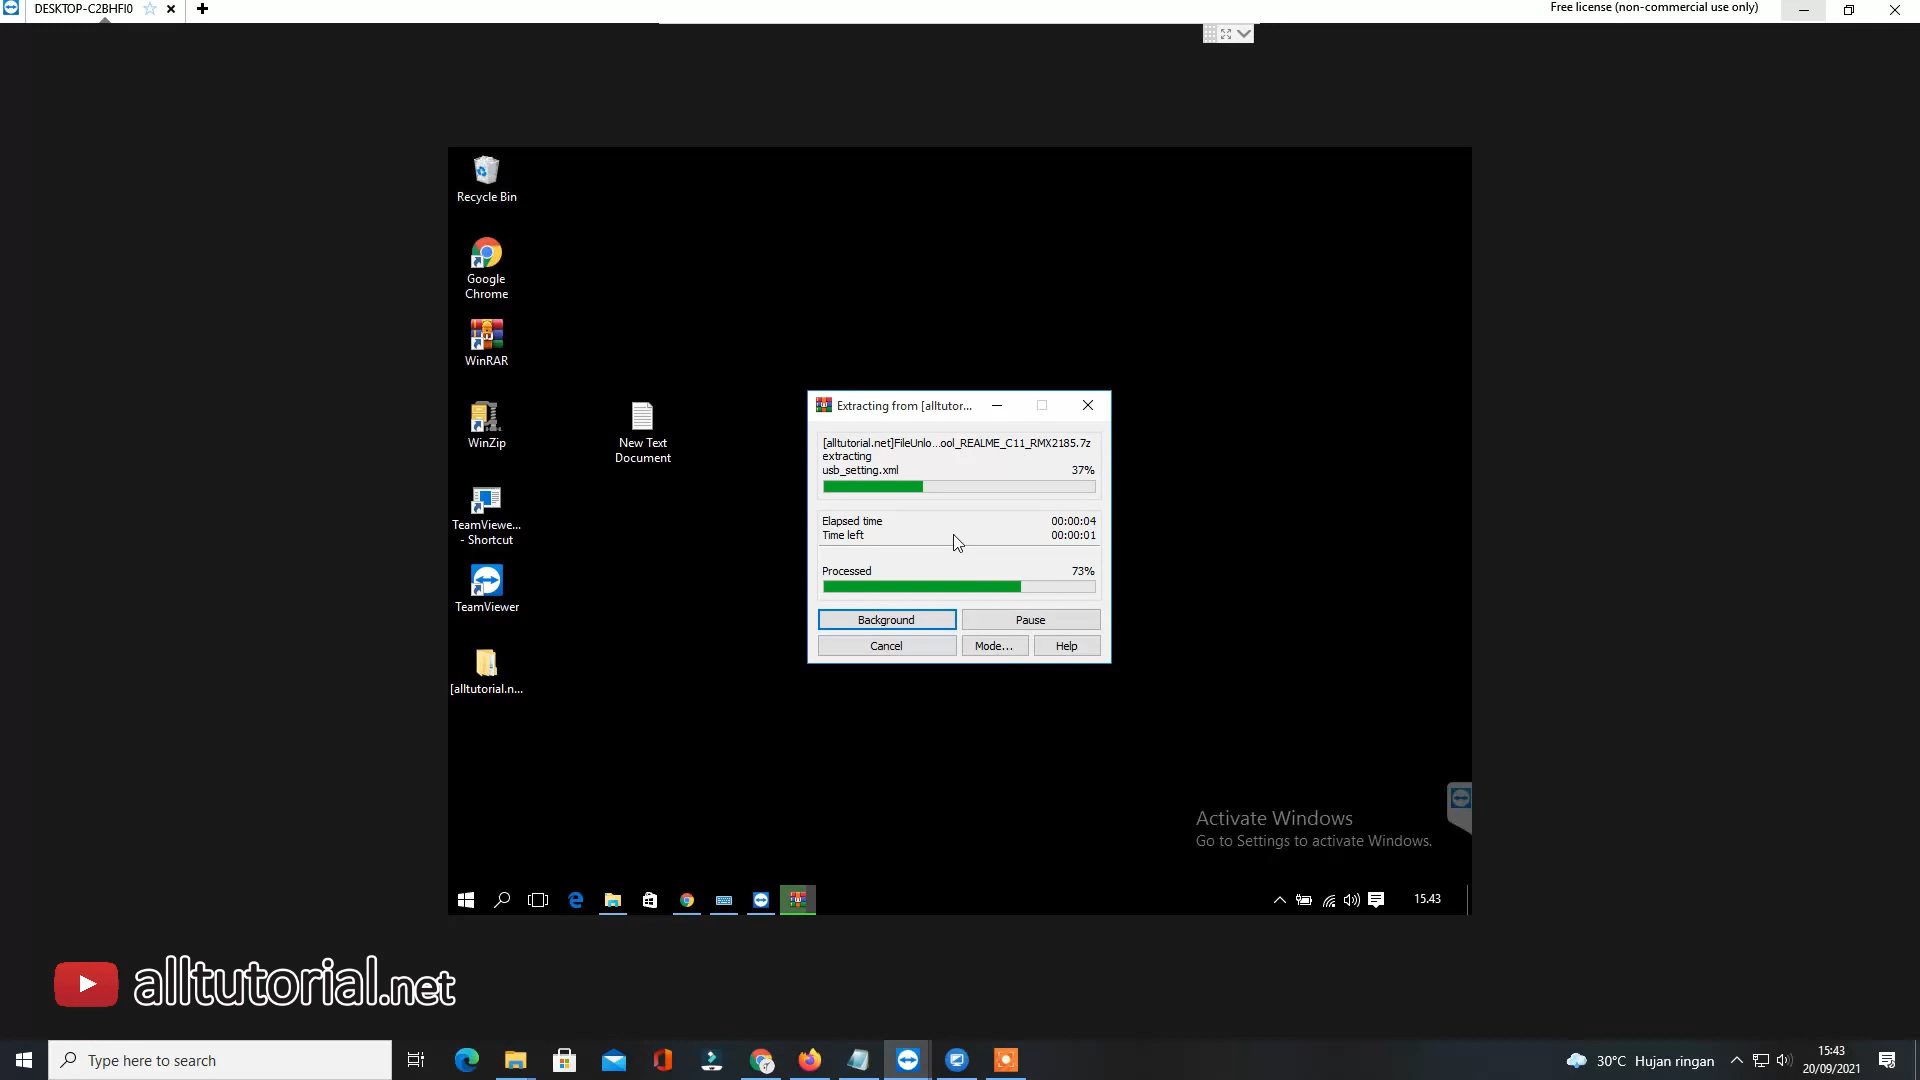 DESKTOP-C2BHFI0
Free license (non-commercial use only)
Recycle Bin
Google
Chrome
WinRAR
WinZip
New Text
Document
TeamViewe...
- Shortcut
TeamViewer
[alltutorial.n...
Extracting from [alltutor...
[alltutorial.net]FileUnlo...ool_REALME_C11_RMX2185.7z
extracting
usb_setting.xml 37%
Elapsed time 00:00:04
Time left 00:00:01
Processed 73%
Background Pause
Cancel Mode... Help
Activate Windows
Go to Settings to activate Windows.
15.43
alltutorial.net
Type here to search
30°C Hujan ringan
15:43
20/09/2021